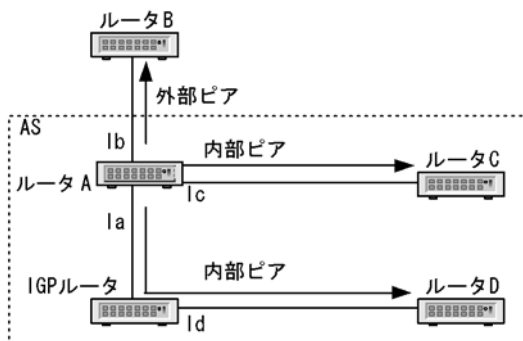 ルータB
外部ピア
AS
Ib
内部ピア
ルータC
ルータA
Ic
Ia
IGPルータ
内部ピア
ルータD
Id